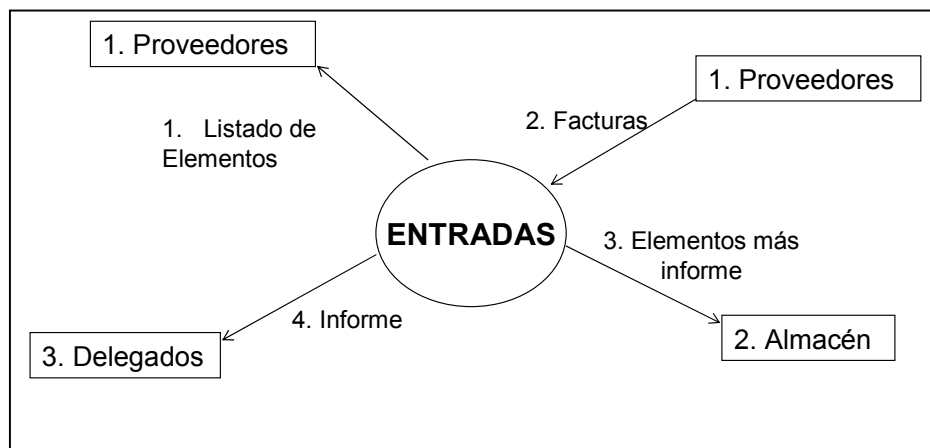 1. Proveedores
1. Proveedores
1. Listado de
Elementos
2. Facturas
ENTRADAS
3. Elementos más
informe
4. Informe
3. Delegados
2. Almacén